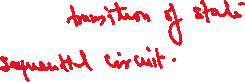 transition of state
sequential circuit.